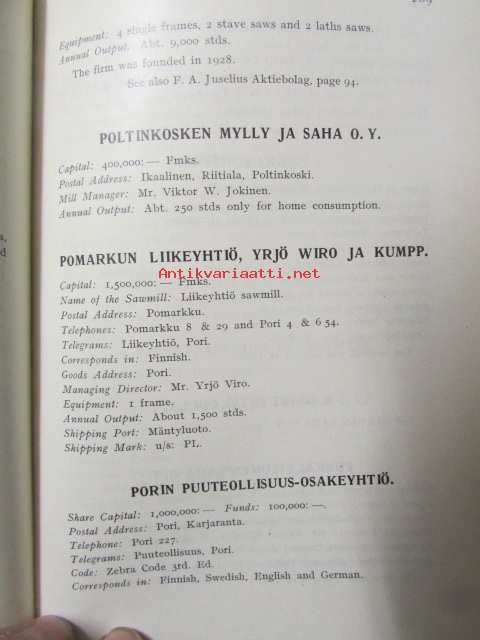 Equipment: 4 single frames, 2 stave saws and 2 laths saws.
Annual Output: Abt. 9,000 stds.
The firm was founded in 1928.
See also F. A. Juselius Aktiebolag, page 94.
POLTINKOSKEN MYLLY JA SAHA O. Y.
Capital: 400,000: — Fmks.
Postal Address: Ikaalinen, Riitiala, Poltinkoski.
Mill Manager: Mr. Viktor W. Jokinen.
Annual Output: Abt. 250 stds only for home consumption.
POMARKUN LIIKEYHTIÖ, YRJÖ WIRO JA KUMPP.
Antikvariaatti.net
Capital: 1,500,000: — Fmks.
Name of the Sawmill: Liikeyhtiö sawmill.
Postal Address: Pomarkku.
Telephones: Pomarkku 8 & 29 and Pori 4 & 6 54.
Telegrams: Liikeyhtiö, Pori.
Corresponds in: Finnish.
Goods Address: Pori.
Managing Director: Mr. Yrjö Viro.
Equipment: 1 frame.
Annual Output: About 1,500 stds.
Shipping Port: Mäntyluoto.
Shipping Mark: u/s: PL.
PORIN PUUTEOLLISUUS-OSAKEYHTIÖ.
Share Capital: 1,000,000: — Funds: 100,000: —.
Postal Address: Pori, Karjaranta.
Telephone: Pori 227.
Telegrams: Puuteollisuus, Pori.
Code: Zebra Code 3rd. Ed.
Corresponds in: Finnish, Swedish, English and German.